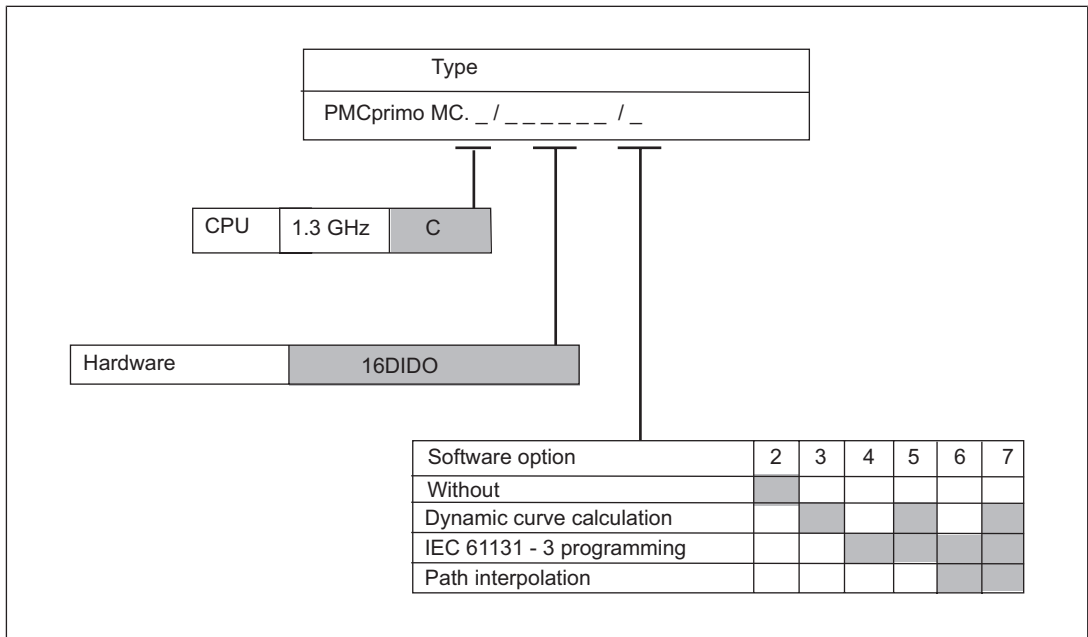 Type
PMCprimo MC. _ / _ _ _ _ _ _ / _
CPU 1.3 GHz C
Hardware 16DIDO
Software option 2 3 4 5 6 7
Without
Dynamic curve calculation
IEC 61131 - 3 programming
Path interpolation